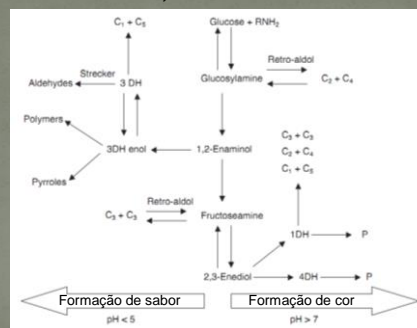 C₁ + C₅
Glucose + RNH₂
Retro-aldol
Strecker
Aldehydes
3 DH
Glucosylamine
C₂ + C₄
Polymers
3DH enol
1,2-Enaminol
Pyrroles
C₃ + C₃
C₂ + C₄
C₁ + C₅
Retro-aldol
C₃ + C₃
Fructoseamine
1DH
P
2,3-Enediol
4DH
P
Formação de sabor
Formação de cor
pH < 5
pH > 7